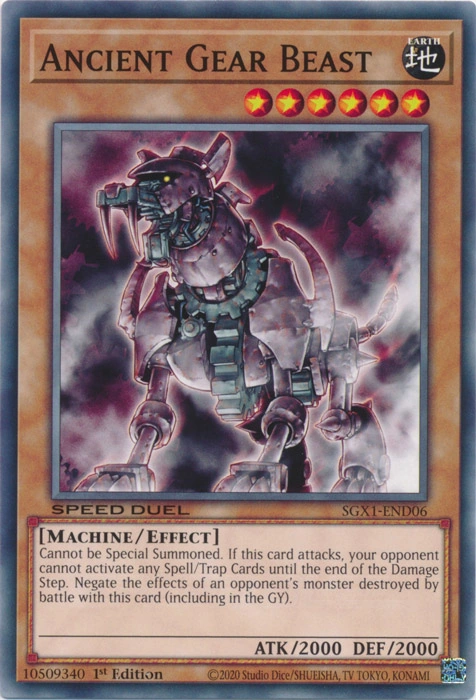 ANCIENT GEAR BEAST
EARTH
地
SPEED DUEL
SGX1-END06
[MACHINE/EFFECT]
Cannot be Special Summoned. If this card attacks, your opponent
cannot activate any Spell/Trap Cards until the end of the Damage
Step. Negate the effects of an opponent's monster destroyed by
battle with this card (including in the GY).
ATK/2000 DEF/2000
10509340 1st Edition
©2020 Studio Dice/SHUEISHA, TV TOKYO, KONAMI